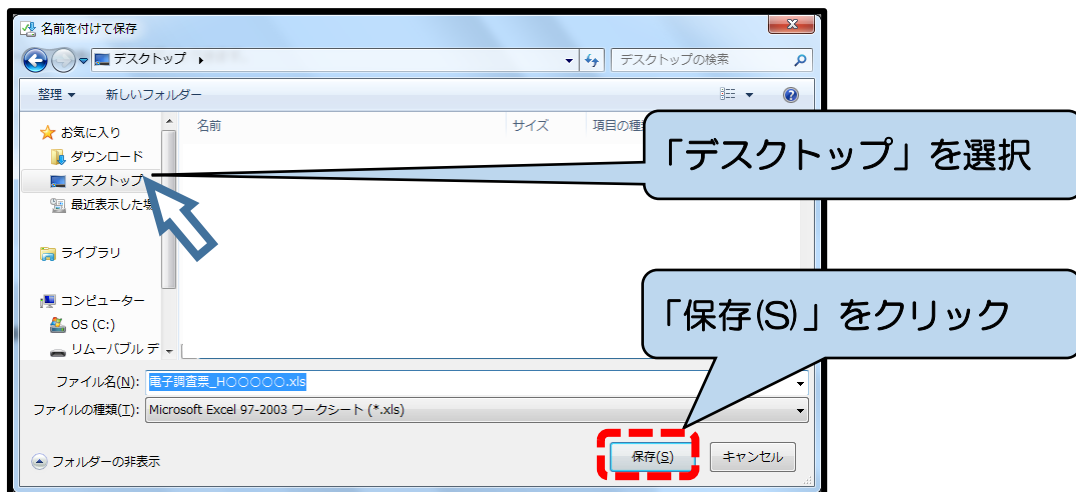 名前を付けて保存
デスクトップ
デスクトップの検索
整理
新しいフォルダー
お気に入り
ダウンロード
デスクトップ
最近表示した場
ライブラリ
コンピューター
OS (C:)
リムーバブル デ
名前 サイズ 項目の種
「デスクトップ」を選択
「保存(S)」をクリック
ファイル名(N): 電子調査票_H○○○○○.xls
ファイルの種類(T): Microsoft Excel 97-2003 ワークシート (*.xls)
フォルダーの非表示
保存(S) キャンセル